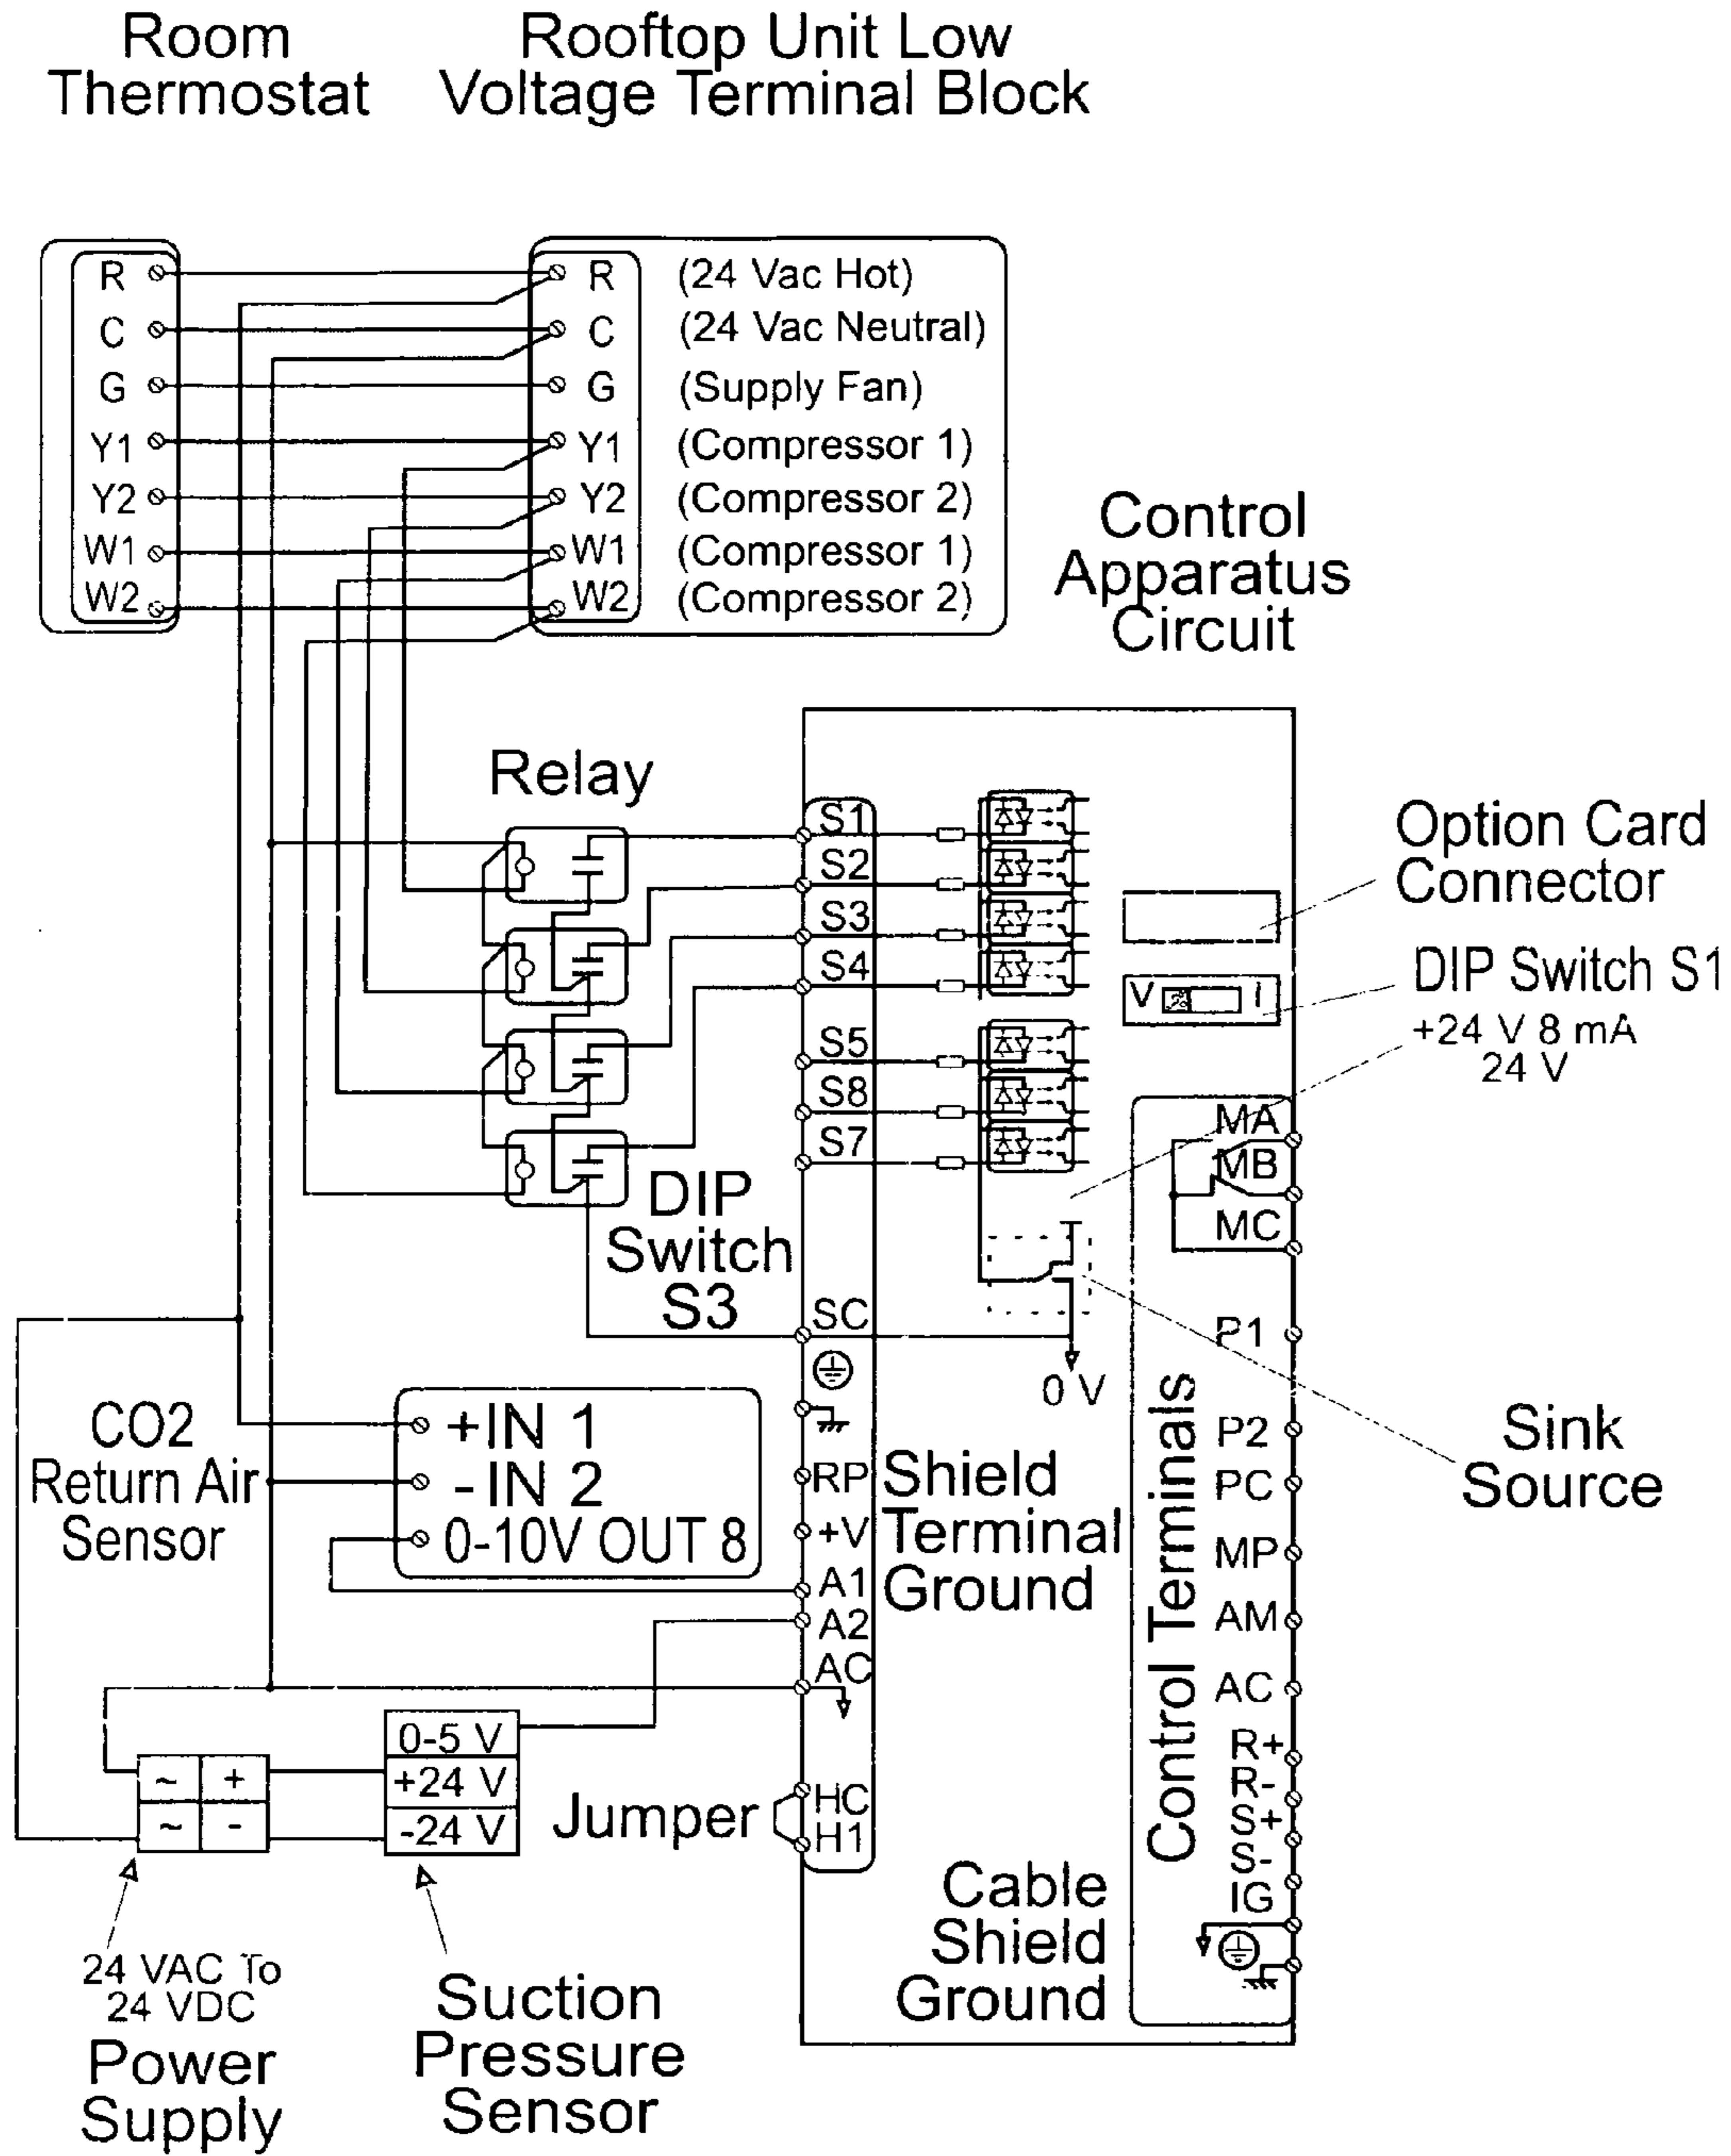 Room
Thermostat
Rooftop Unit Low
Voltage Terminal Block
R
C
G
Y1
Y2
W1
W2
R (24 Vac Hot)
C (24 Vac Neutral)
G (Supply Fan)
Y1 (Compressor 1)
Y2 (Compressor 2)
W1 (Compressor 1)
W2 (Compressor 2)
Control
Apparatus
Circuit
Relay
S1
S2
S3
S4
S5
S8
S7
Option Card
Connector
V I
DIP Switch S1
+24 V 8 mA
24 V
DIP
Switch
S3
SC
0 V
Sink
Source
MA
MB
MC
P1
P2
PC
MP
AM
AC
R+
R-
S+
S-
IG
Control Terminals
CO2
Return Air
Sensor
+IN 1
-IN 2
0-10V OUT 8
RP
+V
A1
A2
AC
HC
H1
Shield
Terminal
Ground
0-5 V
+24 V
-24 V
~ +
~ -
Jumper
Cable
Shield
Ground
24 VAC To
24 VDC
Power
Supply
Suction
Pressure
Sensor